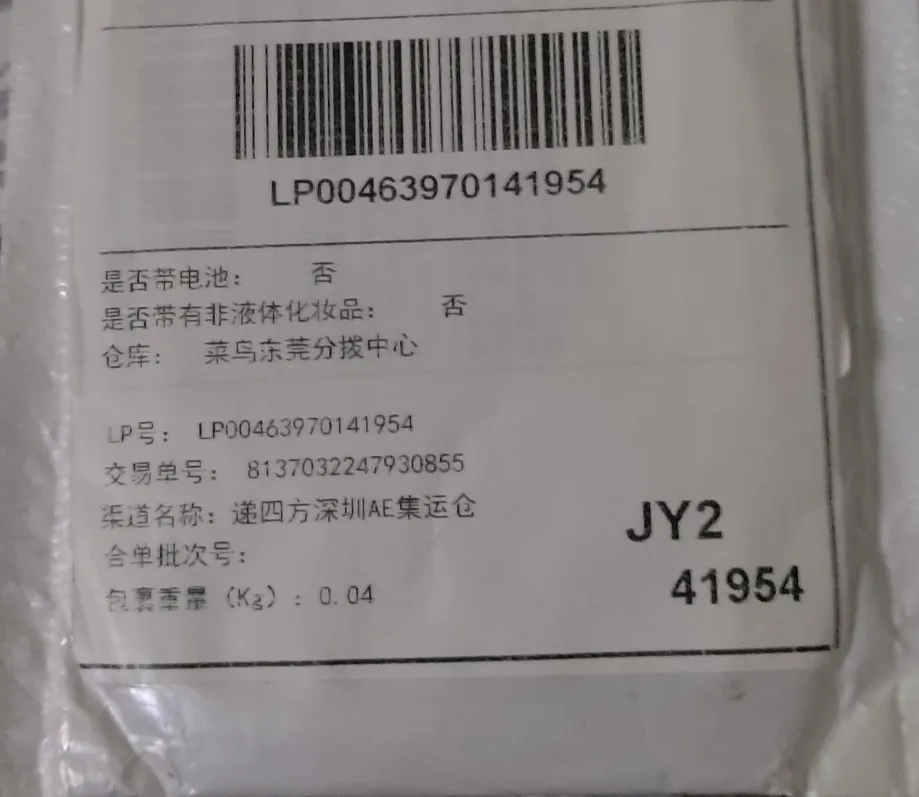 LP00463970141954
是否带电池： 否
是否带有非液体化妆品： 否
仓库： 菜鸟东莞分拨中心
LP号： LP00463970141954
交易单号： 8137032247930855
渠道名称：递四方深圳AE集运仓
合单批次号：
包裹重量（Kg）：0.04
JY2
41954